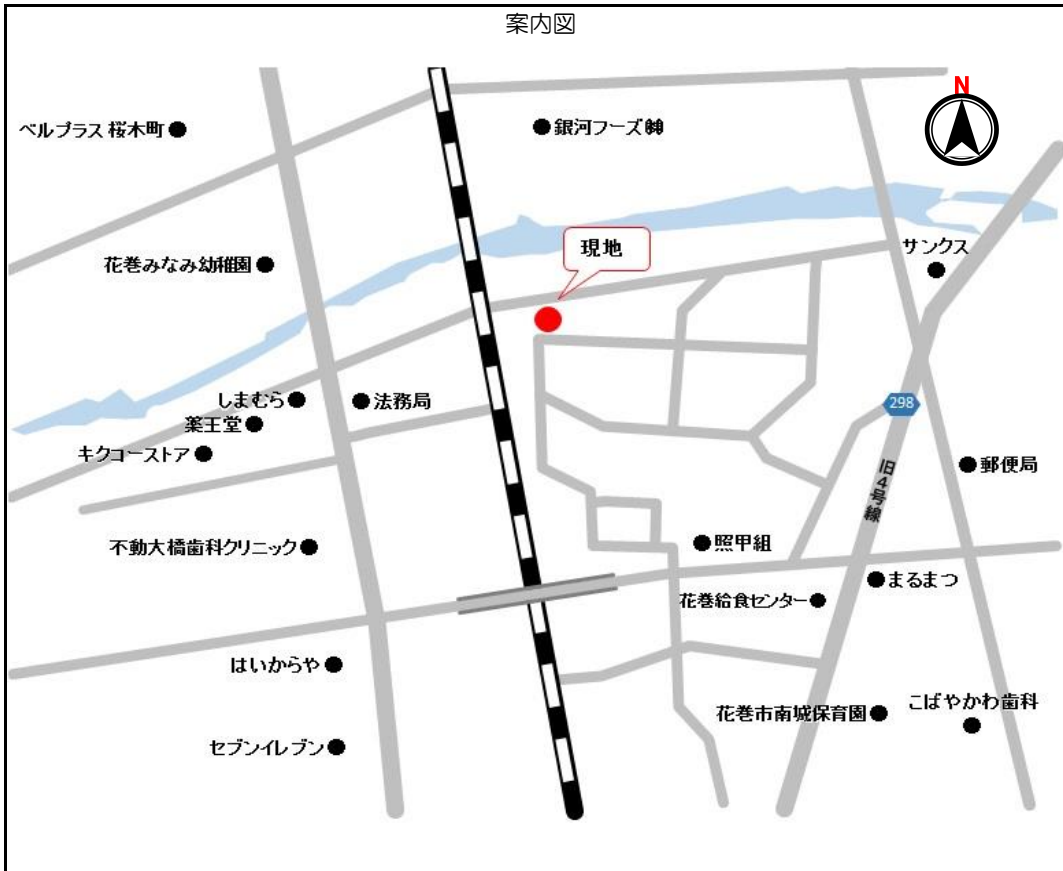 案内図
N
ベルプラス 桜木町
銀河フーズ㈱
花巻みなみ幼稚園
現地
サンクス
しまむら
法務局
薬王堂
キクコーストア
298
旧4号線
郵便局
不動大橋歯科クリニック
照甲組
まるまつ
花巻給食センター
はいからや
花巻市南城保育園
こばやかわ歯科
セブンイレブン